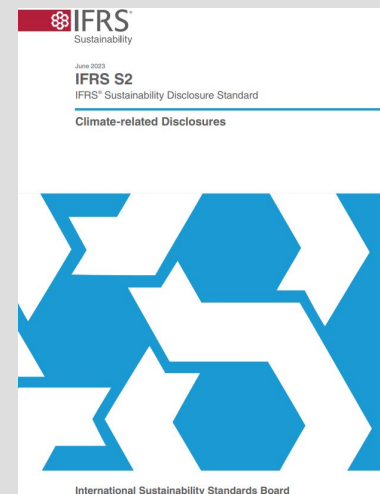 IFRS®
Sustainability
June 2023
IFRS S2
IFRS® Sustainability Disclosure Standard
Climate-related Disclosures
International Sustainability Standards Board